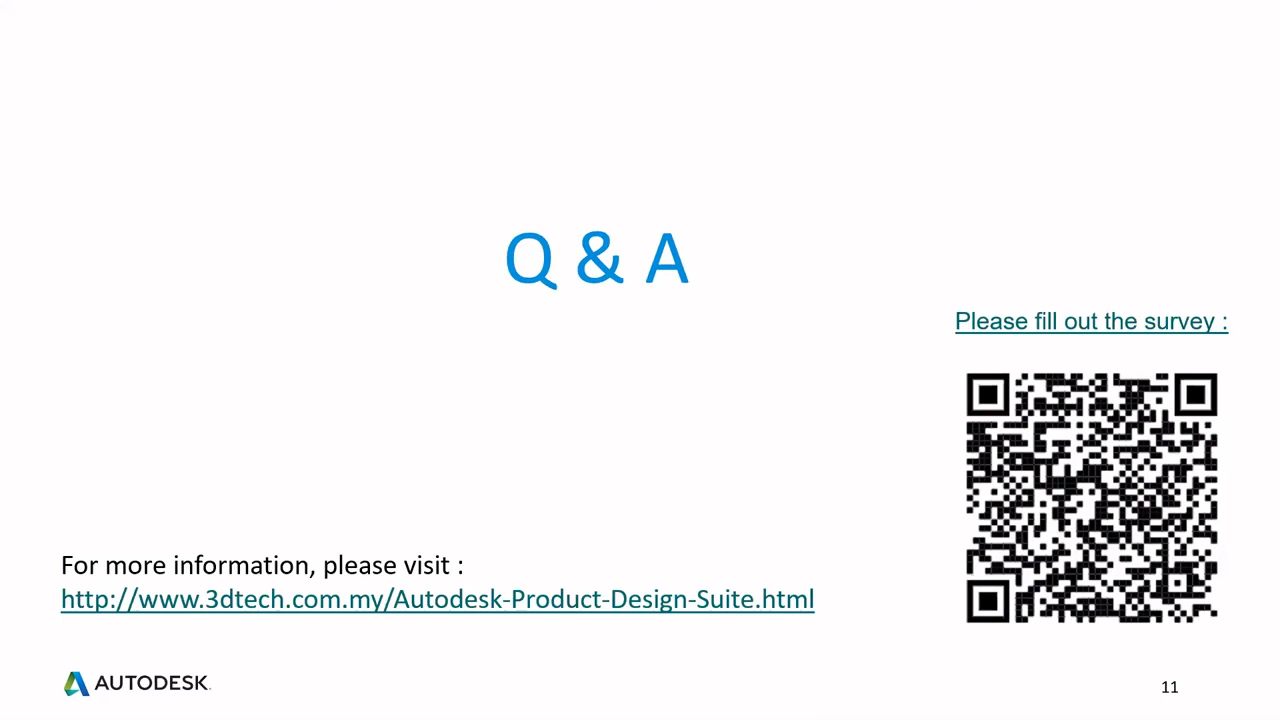 Q & A
Please fill out the survey :
For more information, please visit :
http://www.3dtech.com.my/Autodesk-Product-Design-Suite.html
AUTODESK.
11